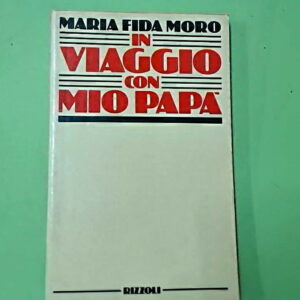 MARIA FIDA MORO
IN
VIAGGIO
CON
MIO PAPÀ
RIZZOLI